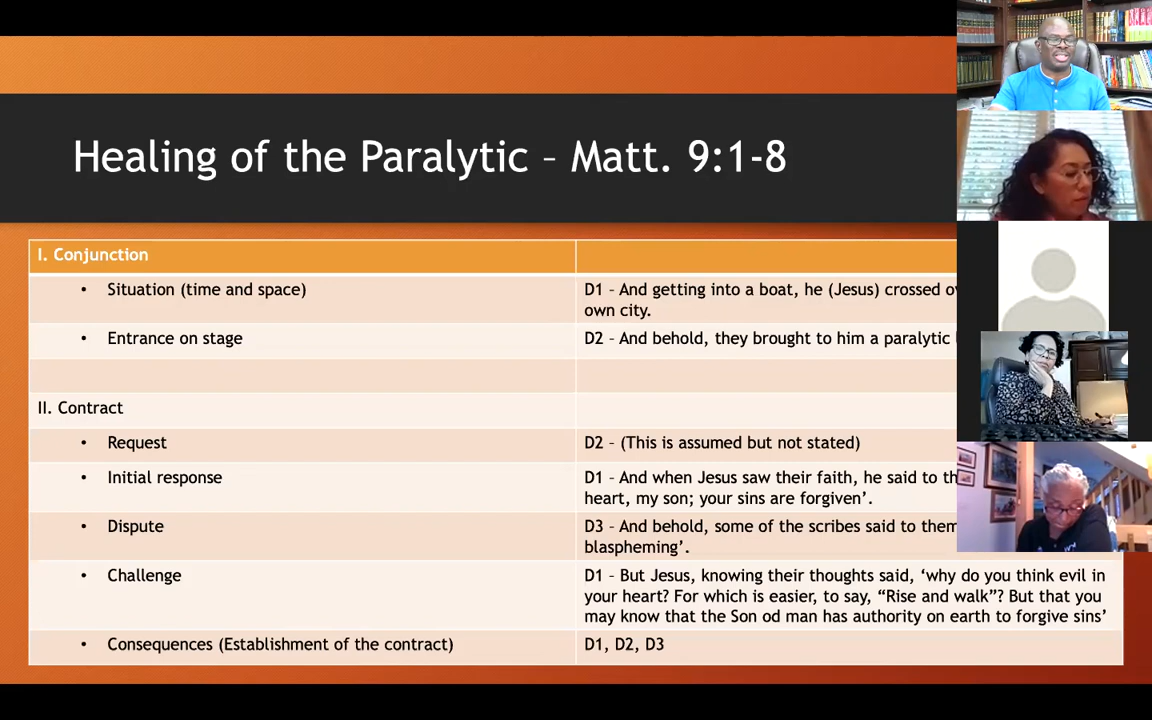 Healing of the Paralytic – Matt. 9:1-8
I. Conjunction
• Situation (time and space)
D1 – And getting into a boat, he (Jesus) crossed
own city.
• Entrance on stage
D2 – And behold, they brought to him a paralytic
II. Contract
• Request
D2 – (This is assumed but not stated)
• Initial response
D1 – And when Jesus saw their faith, he said to
heart, my son; your sins are forgiven’.
• Dispute
D3 – And behold, some of the scribes said to
blaspheming’.
• Challenge
D1 – But Jesus, knowing their thoughts said, ‘why do you think evil in
your heart? For which is easier, to say, “Rise and walk”? But that you
may know that the Son od man has authority on earth to forgive sins’
• Consequences (Establishment of the contract)
D1, D2, D3